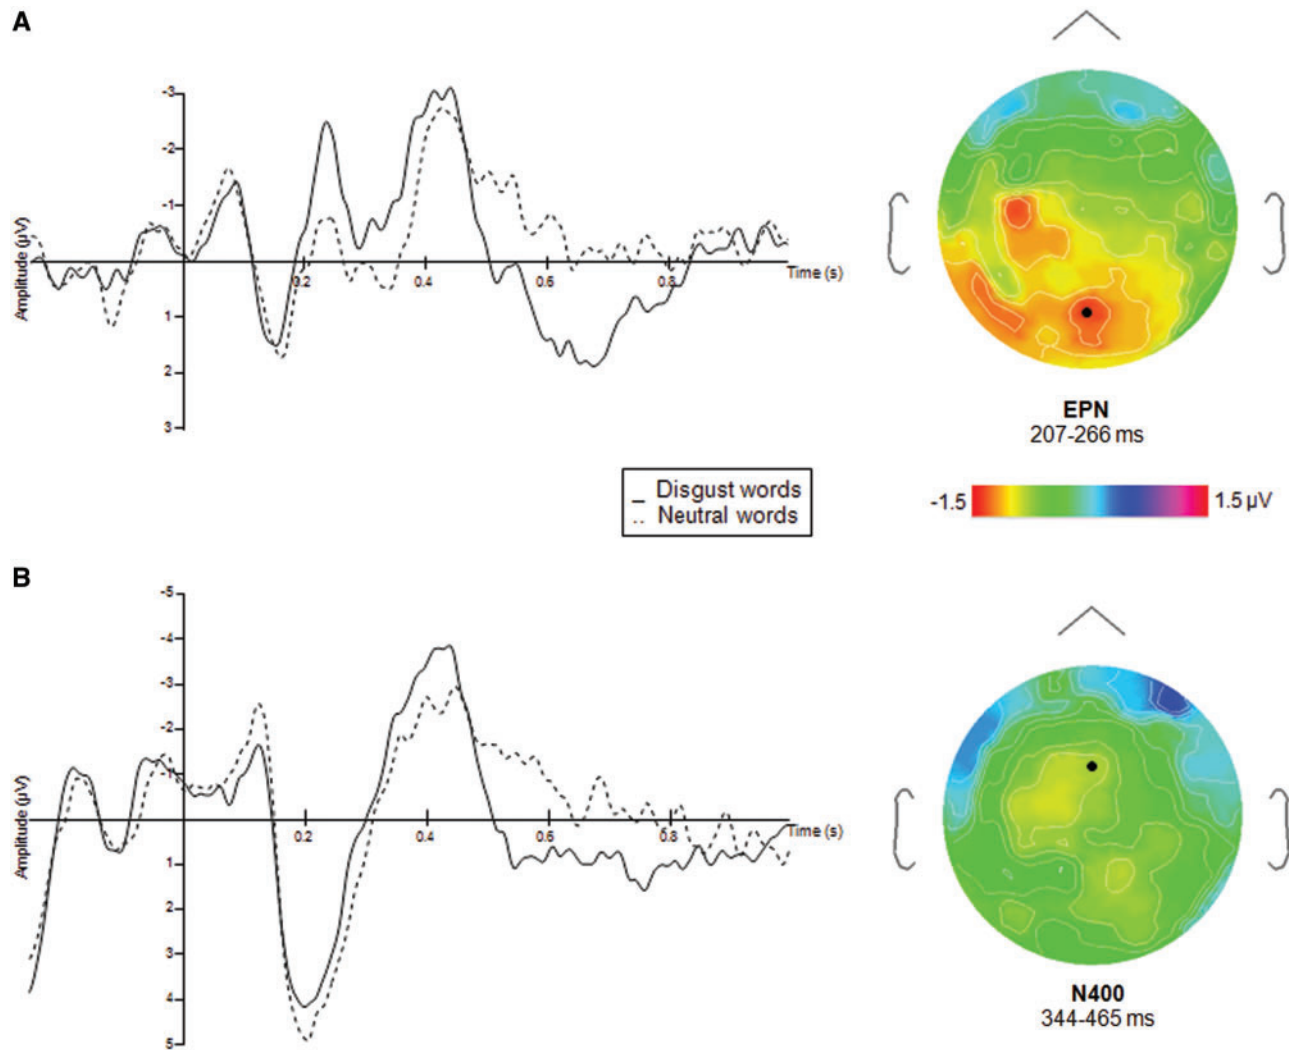 A
-3
-2
-1
1
2
3
Amplitude (µV)
0.2
0.4
0.6
0.8
Time (s)
EPN
207-266 ms
-1.5
1.5 µV
_ Disgust words
.. Neutral words
B
-5
-4
-3
-2
-1
1
2
3
4
5
Amplitude (µV)
0.2
0.4
0.6
0.8
Time (s)
N400
344-465 ms